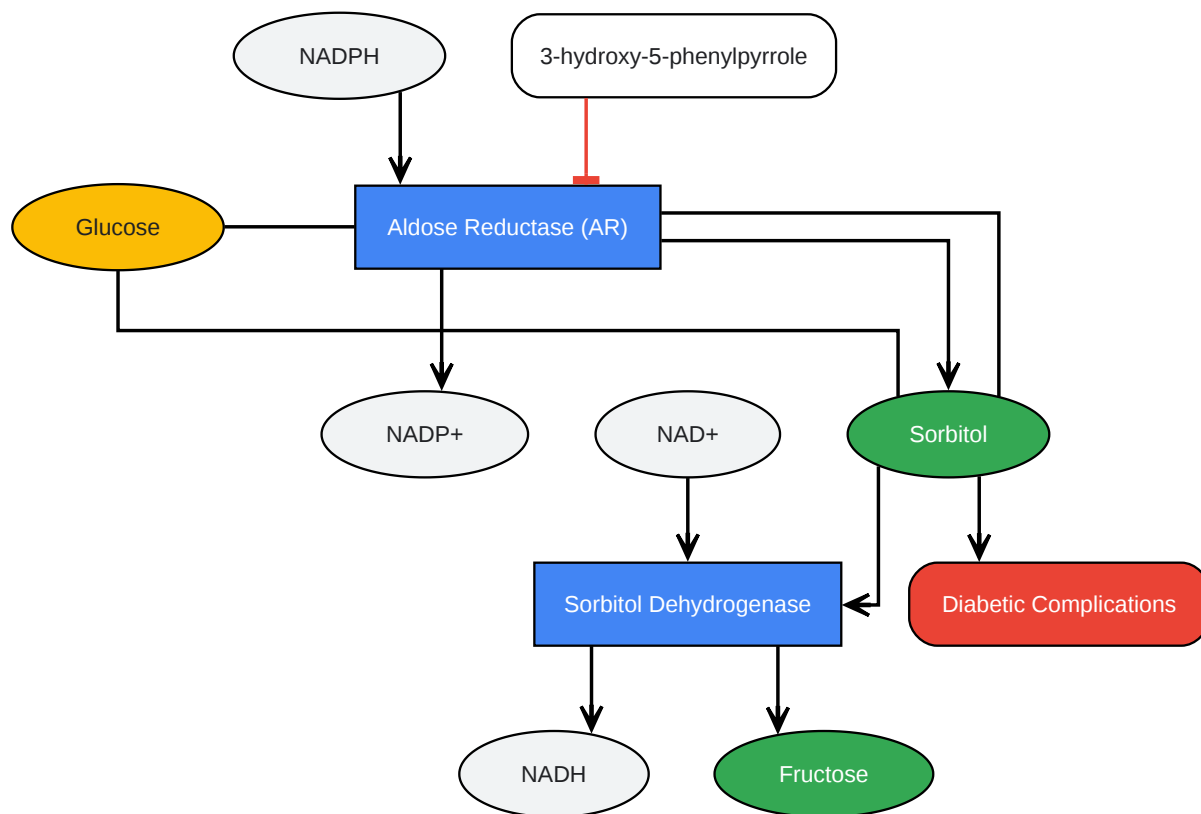 NADPH
3-hydroxy-5-phenylpyrrole
Glucose
Aldose Reductase (AR)
NADP+
NAD+
Sorbitol
Sorbitol Dehydrogenase
Diabetic Complications
NADH
Fructose